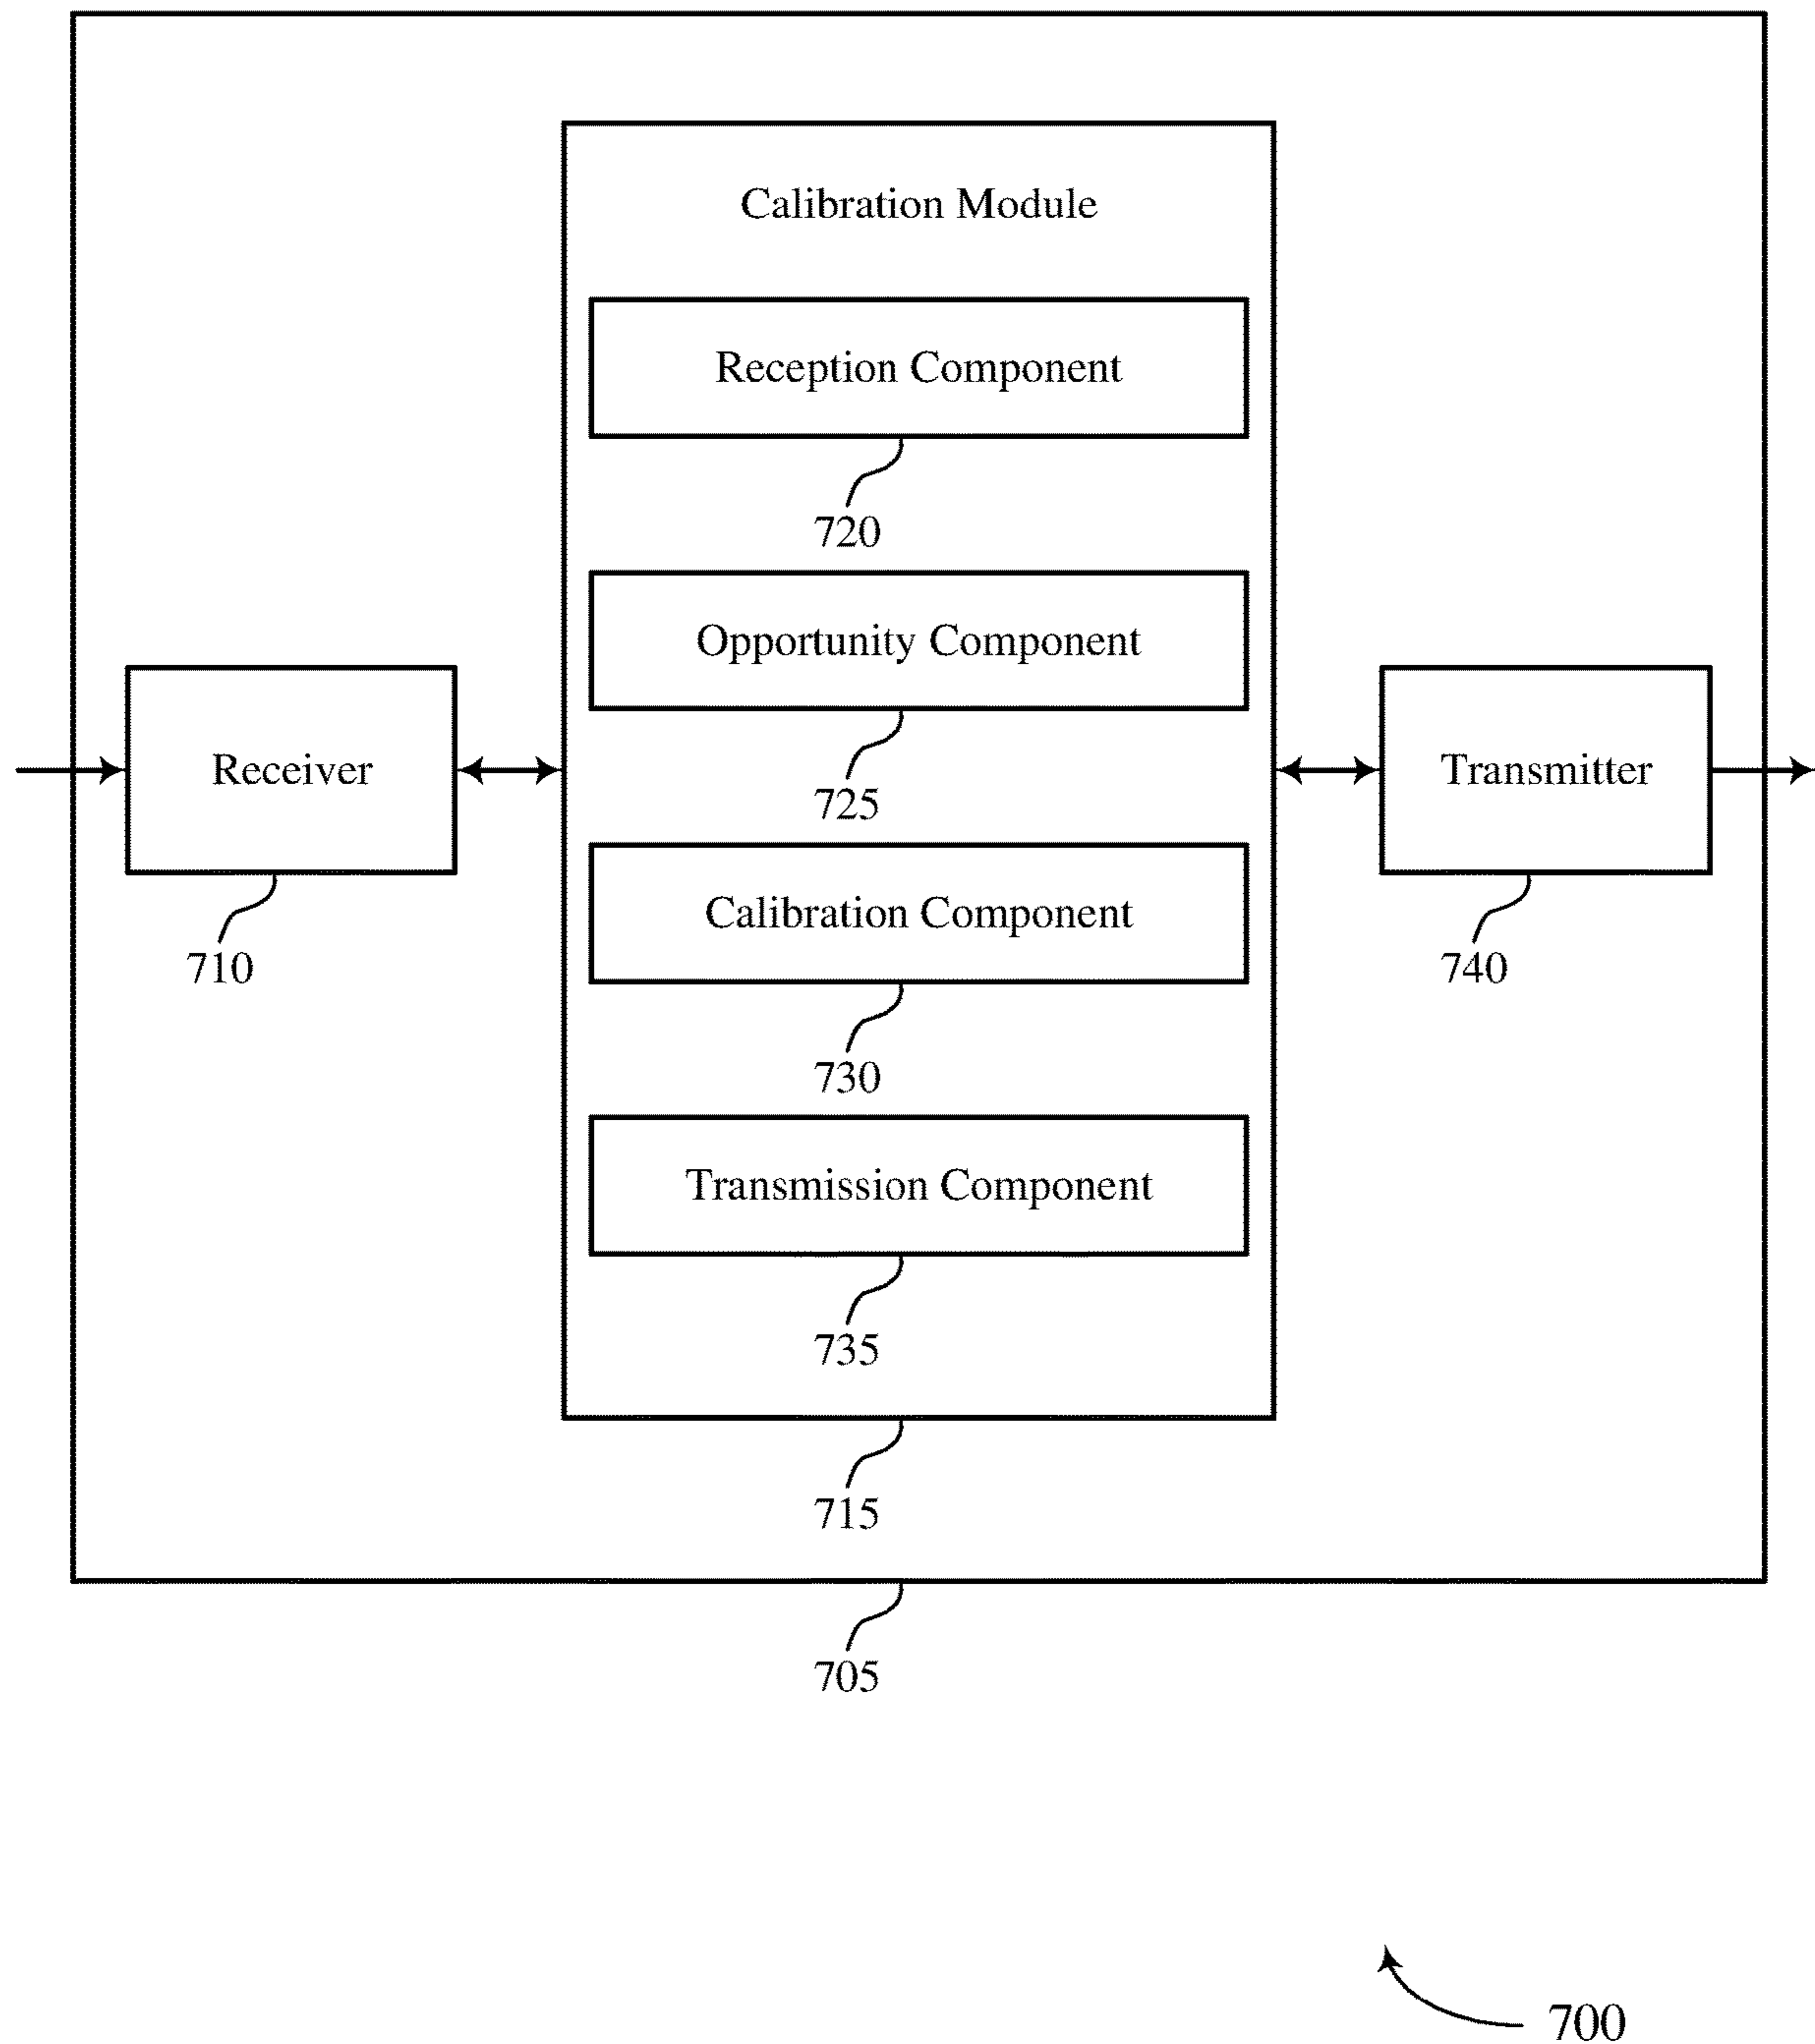 Calibration Module
Reception Component
720
Opportunity Component
725
Receiver
710
Transmitter
740
Calibration Component
730
Transmission Component
735
715
705
700